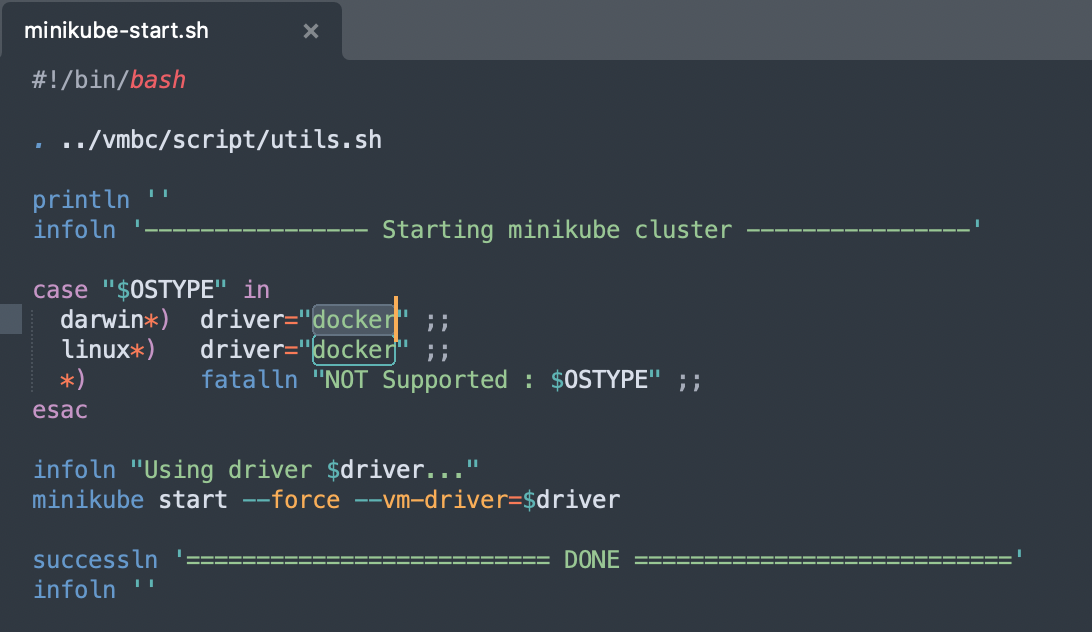 minikube-start.sh ×
#!/bin/bash
. ../vmbc/script/utils.sh
println ''
infoln '---------------- Starting minikube cluster ----------------'
case "$OSTYPE" in
  darwin*)  driver="docker" ;;
  linux*)   driver="docker" ;;
  *)        fatalln "NOT Supported : $OSTYPE" ;;
esac
infoln "Using driver $driver..."
minikube start --force --vm-driver=$driver
successln '========================== DONE ==========================='
infoln ''